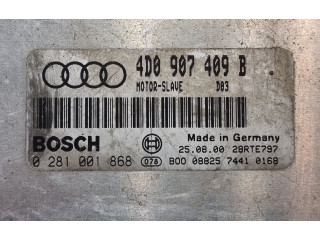 4D0 907 409 B
MOTOR-SLAVE D03
BOSCH
Made in Germany
25.08.00 28RTE797
0 281 001 868 078 B00 08825 7441 0168